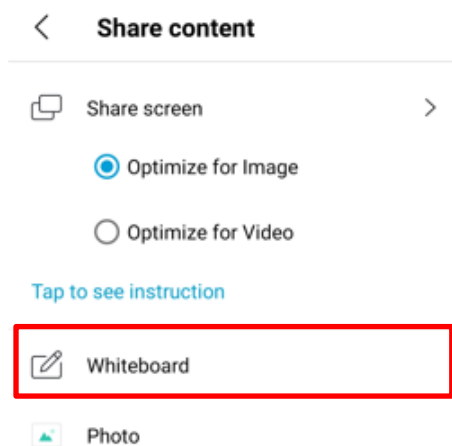 Share content
Share screen
Optimize for Image
Optimize for Video
Tap to see instruction
Whiteboard
Photo